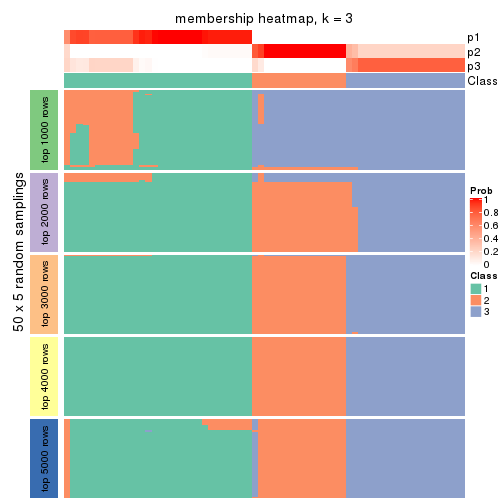 membership heatmap, k = 3
p1
p2
p3
Class
50 x 5 random samplings
top 1000 rows
top 2000 rows
top 3000 rows
top 4000 rows
top 5000 rows
Prob
1
0.8
0.6
0.4
0.2
0
Class
1
2
3